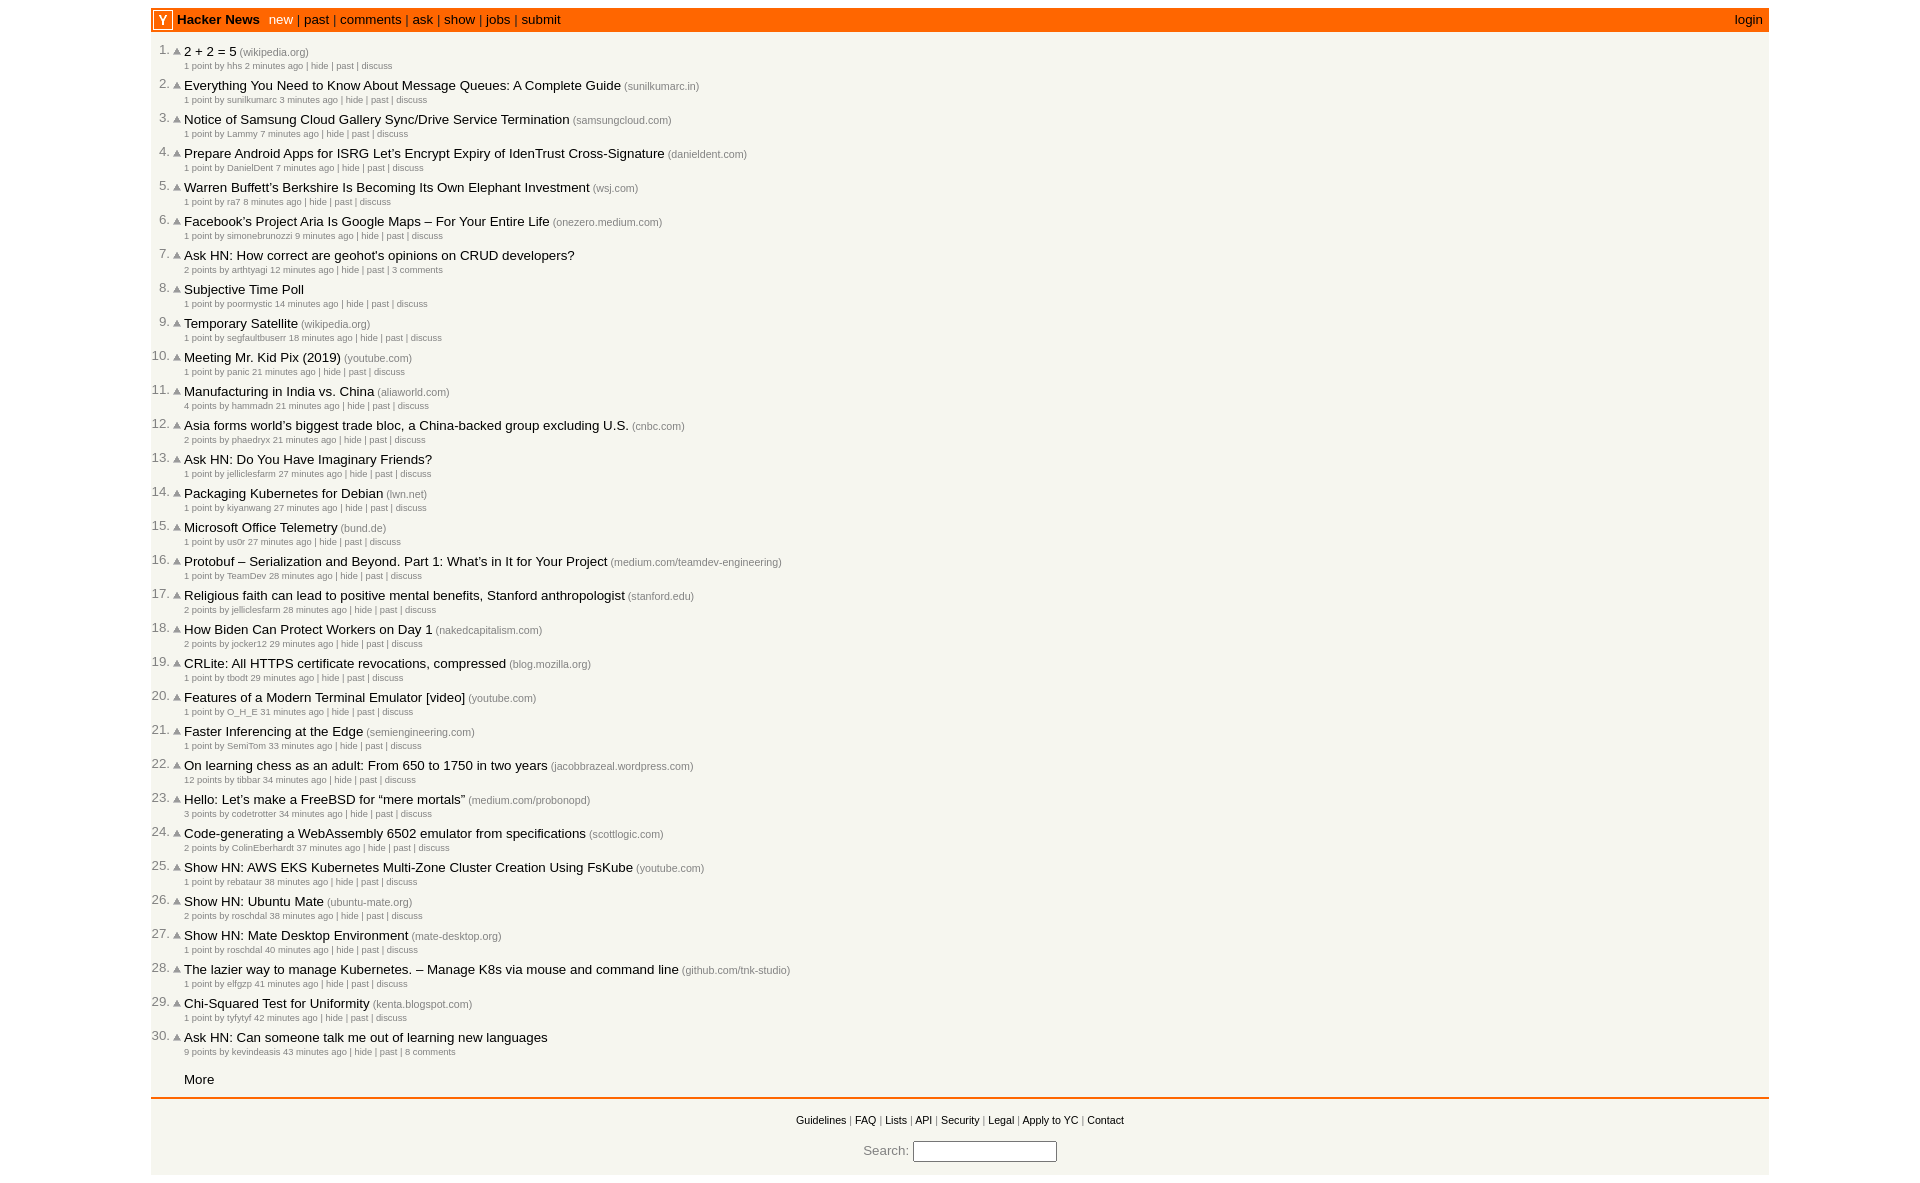 Y Hacker News new | past | comments | ask | show | jobs | submit login
1. 2 + 2 = 5 (wikipedia.org)
1 point by hhs 2 minutes ago | hide | past | discuss
2. Everything You Need to Know About Message Queues: A Complete Guide (sunilkumarc.in)
1 point by sunilkumarc 3 minutes ago | hide | past | discuss
3. Notice of Samsung Cloud Gallery Sync/Drive Service Termination (samsungcloud.com)
1 point by Lammy 7 minutes ago | hide | past | discuss
4. Prepare Android Apps for ISRG Let’s Encrypt Expiry of IdenTrust Cross-Signature (danieldent.com)
1 point by DanielDent 7 minutes ago | hide | past | discuss
5. Warren Buffett’s Berkshire Is Becoming Its Own Elephant Investment (wsj.com)
1 point by ra7 8 minutes ago | hide | past | discuss
6. Facebook’s Project Aria Is Google Maps – For Your Entire Life (onezero.medium.com)
1 point by simonebrunozzi 9 minutes ago | hide | past | discuss
7. Ask HN: How correct are geohot's opinions on CRUD developers?
2 points by arthtyagi 12 minutes ago | hide | past | 3 comments
8. Subjective Time Poll
1 point by poormystic 14 minutes ago | hide | past | discuss
9. Temporary Satellite (wikipedia.org)
1 point by segfaultbuserr 18 minutes ago | hide | past | discuss
10. Meeting Mr. Kid Pix (2019) (youtube.com)
1 point by panic 21 minutes ago | hide | past | discuss
11. Manufacturing in India vs. China (aliaworld.com)
4 points by hammadn 21 minutes ago | hide | past | discuss
12. Asia forms world’s biggest trade bloc, a China-backed group excluding U.S. (cnbc.com)
2 points by phaedryx 21 minutes ago | hide | past | discuss
13. Ask HN: Do You Have Imaginary Friends?
1 point by jelliclesfarm 27 minutes ago | hide | past | discuss
14. Packaging Kubernetes for Debian (lwn.net)
1 point by kiyanwang 27 minutes ago | hide | past | discuss
15. Microsoft Office Telemetry (bund.de)
1 point by us0r 27 minutes ago | hide | past | discuss
16. Protobuf – Serialization and Beyond. Part 1: What’s in It for Your Project (medium.com/teamdev-engineering)
1 point by TeamDev 28 minutes ago | hide | past | discuss
17. Religious faith can lead to positive mental benefits, Stanford anthropologist (stanford.edu)
2 points by jelliclesfarm 28 minutes ago | hide | past | discuss
18. How Biden Can Protect Workers on Day 1 (nakedcapitalism.com)
2 points by jocker12 29 minutes ago | hide | past | discuss
19. CRLite: All HTTPS certificate revocations, compressed (blog.mozilla.org)
1 point by tbodt 29 minutes ago | hide | past | discuss
20. Features of a Modern Terminal Emulator [video] (youtube.com)
1 point by O_H_E 31 minutes ago | hide | past | discuss
21. Faster Inferencing at the Edge (semiengineering.com)
1 point by SemiTom 33 minutes ago | hide | past | discuss
22. On learning chess as an adult: From 650 to 1750 in two years (jacobbrazeal.wordpress.com)
12 points by tibbar 34 minutes ago | hide | past | discuss
23. Hello: Let’s make a FreeBSD for “mere mortals” (medium.com/probonopd)
3 points by codetrotter 34 minutes ago | hide | past | discuss
24. Code-generating a WebAssembly 6502 emulator from specifications (scottlogic.com)
2 points by ColinEberhardt 37 minutes ago | hide | past | discuss
25. Show HN: AWS EKS Kubernetes Multi-Zone Cluster Creation Using FsKube (youtube.com)
1 point by rebataur 38 minutes ago | hide | past | discuss
26. Show HN: Ubuntu Mate (ubuntu-mate.org)
2 points by roschdal 38 minutes ago | hide | past | discuss
27. Show HN: Mate Desktop Environment (mate-desktop.org)
1 point by roschdal 40 minutes ago | hide | past | discuss
28. The lazier way to manage Kubernetes. – Manage K8s via mouse and command line (github.com/tnk-studio)
1 point by elfgzp 41 minutes ago | hide | past | discuss
29. Chi-Squared Test for Uniformity (kenta.blogspot.com)
1 point by tyfytyf 42 minutes ago | hide | past | discuss
30. Ask HN: Can someone talk me out of learning new languages
9 points by kevindeasis 43 minutes ago | hide | past | 8 comments
More
Guidelines | FAQ | Lists | API | Security | Legal | Apply to YC | Contact
Search: